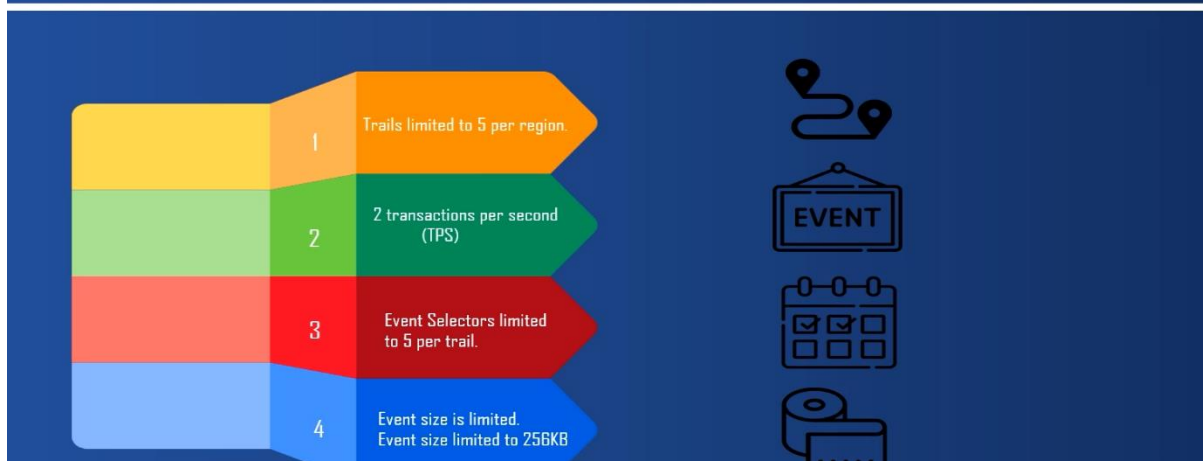 1
Trails limited to 5 per region.
2
2 transactions per second
(TPS)
3
Event Selectors limited
to 5 per trail.
4
Event size is limited.
Event size limited to 256KB
EVENT